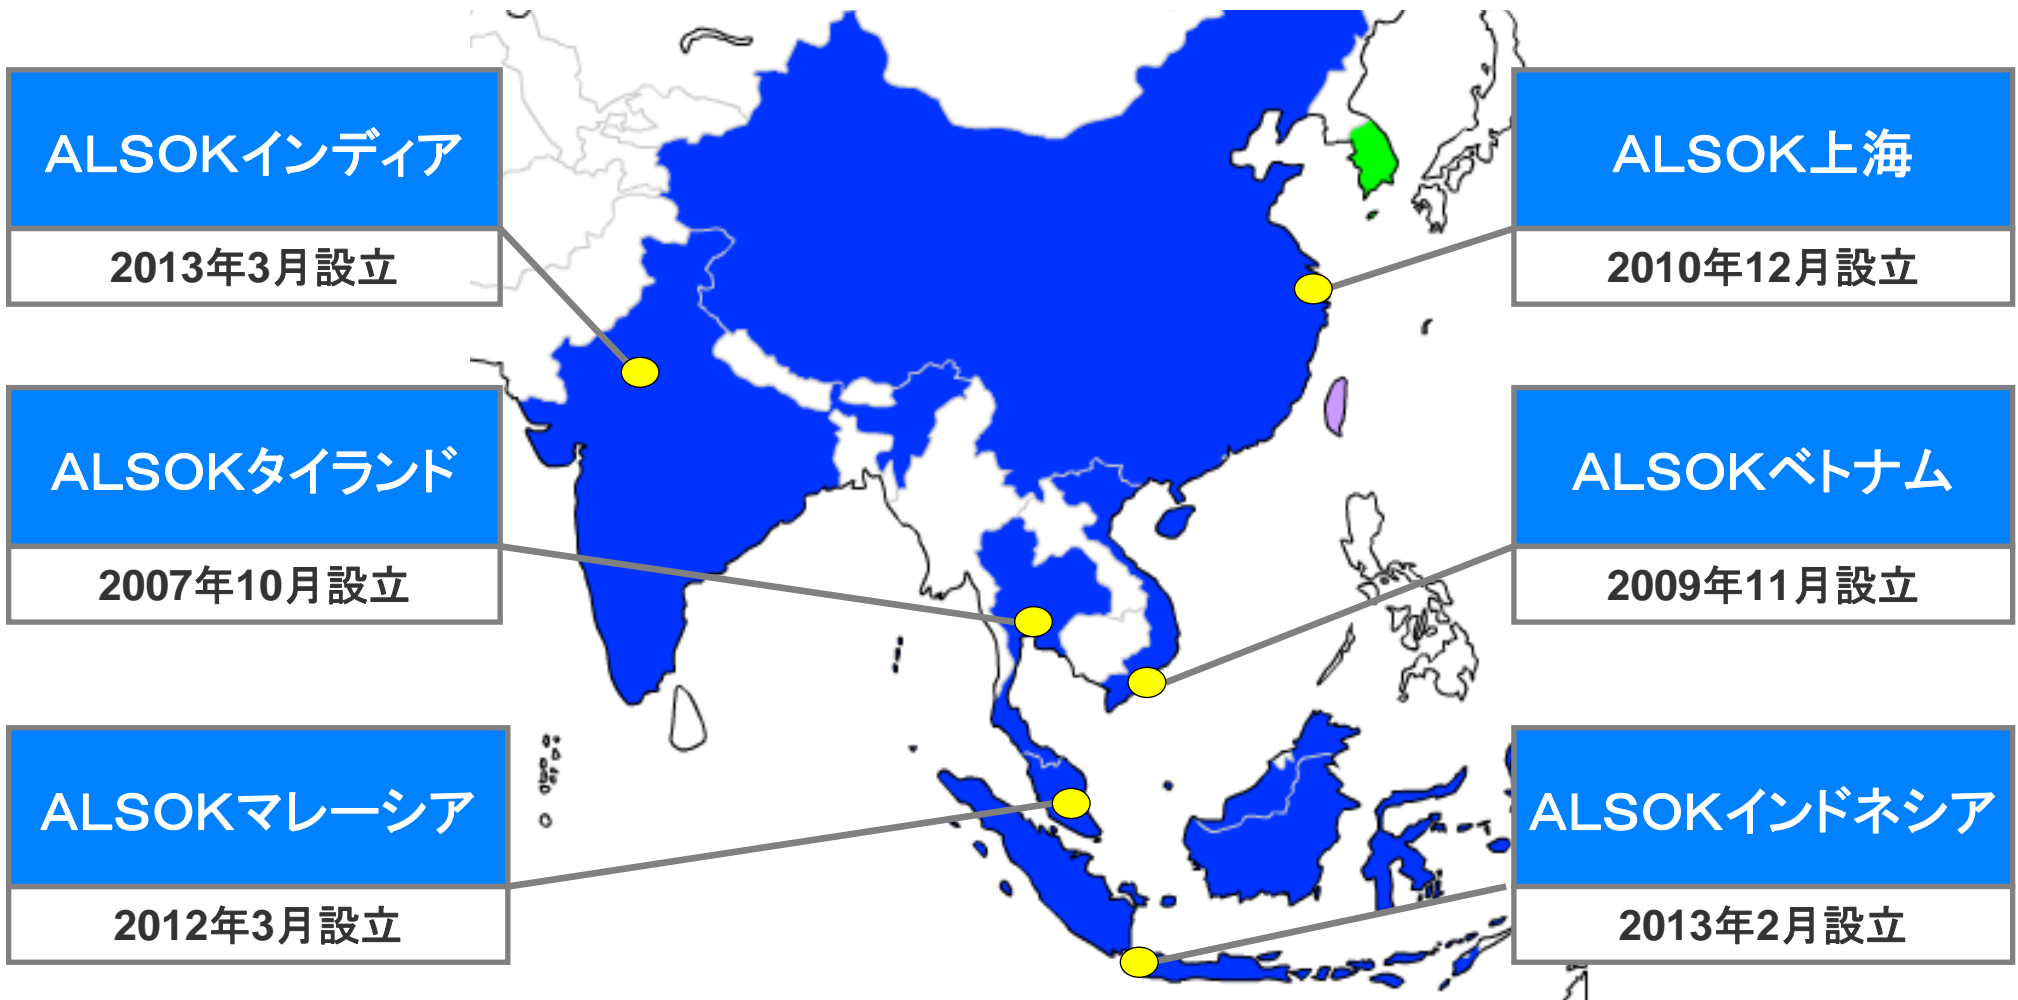 ＡＬＳＯＫインディア
2013年3月設立
ＡＬＳＯＫタイランド
2007年10月設立
ＡＬＳＯＫマレーシア
2012年3月設立
ＡＬＳＯＫ上海
2010年12月設立
ＡＬＳＯＫベトナム
2009年11月設立
ＡＬＳＯＫインドネシア
2013年2月設立